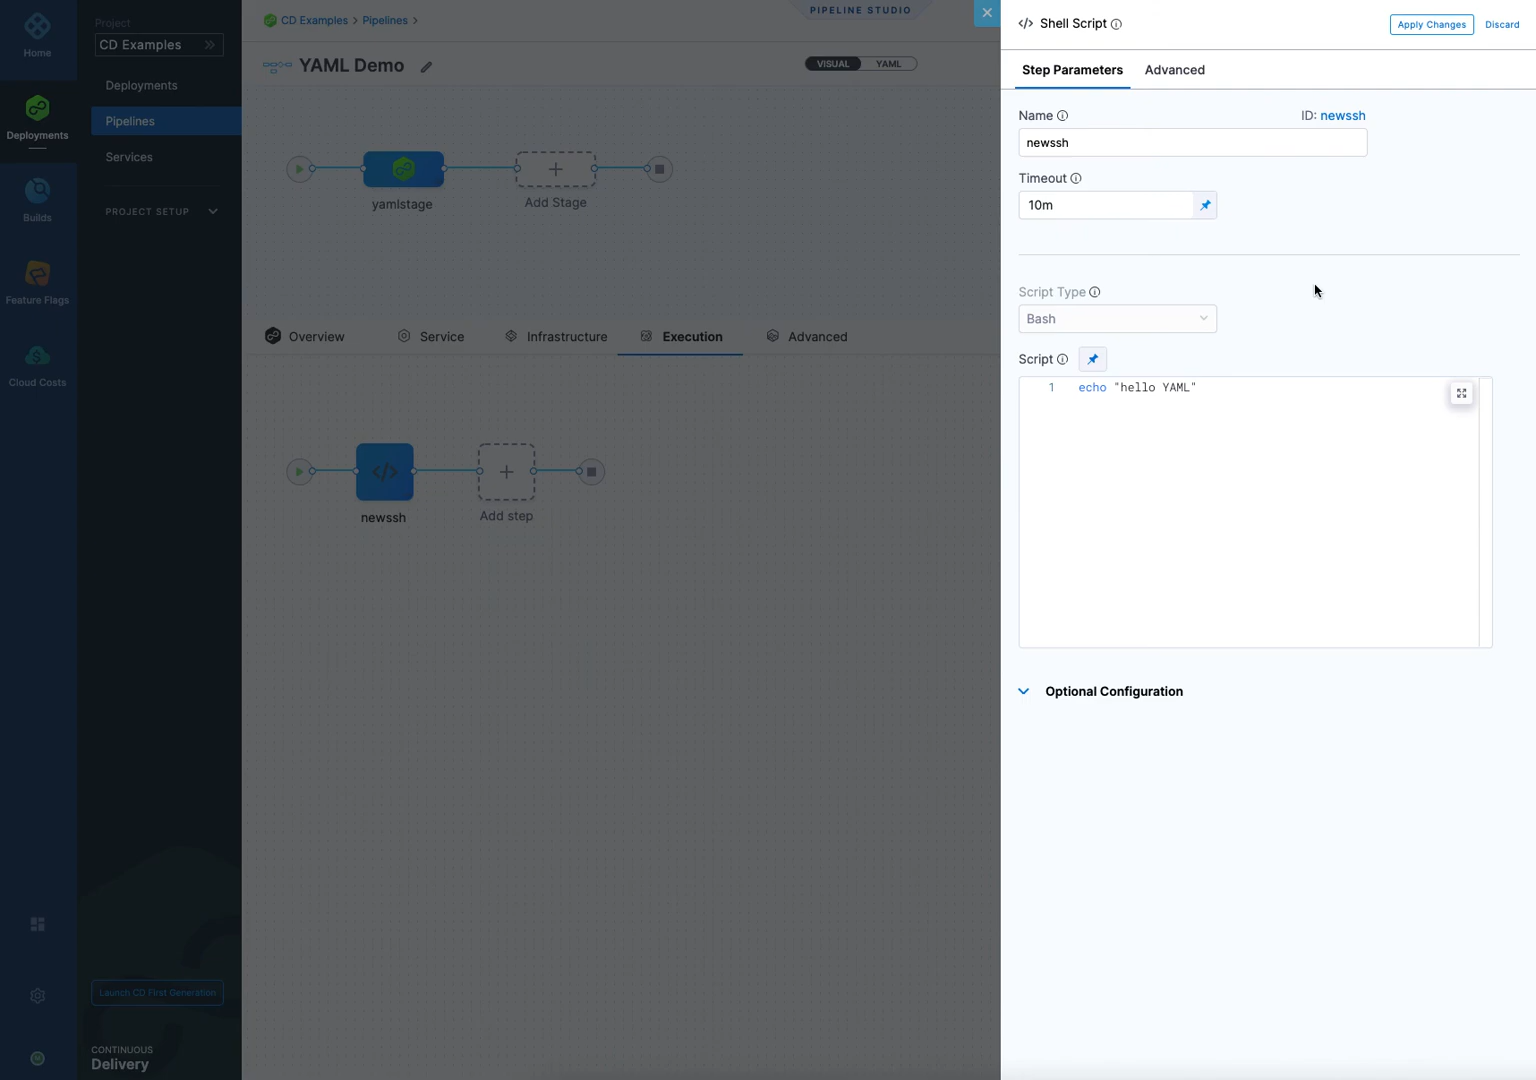 Home
Deployments
Builds
Feature Flags
Cloud Costs
Project
CD Examples
Deployments
Pipelines
Services
PROJECT SETUP
Launch CD First Generation
CONTINUOUS
Delivery
CD Examples > Pipelines >
PIPELINE STUDIO
YAML Demo
VISUAL YAML
yamlstage
Add Stage
Overview Service Infrastructure Execution Advanced
newssh
Add step
</> Shell Script
Apply Changes
Discard
Step Parameters Advanced
Name ID: newssh
newssh
Timeout
10m
Script Type
Bash
Script
1 echo "hello YAML"
Optional Configuration